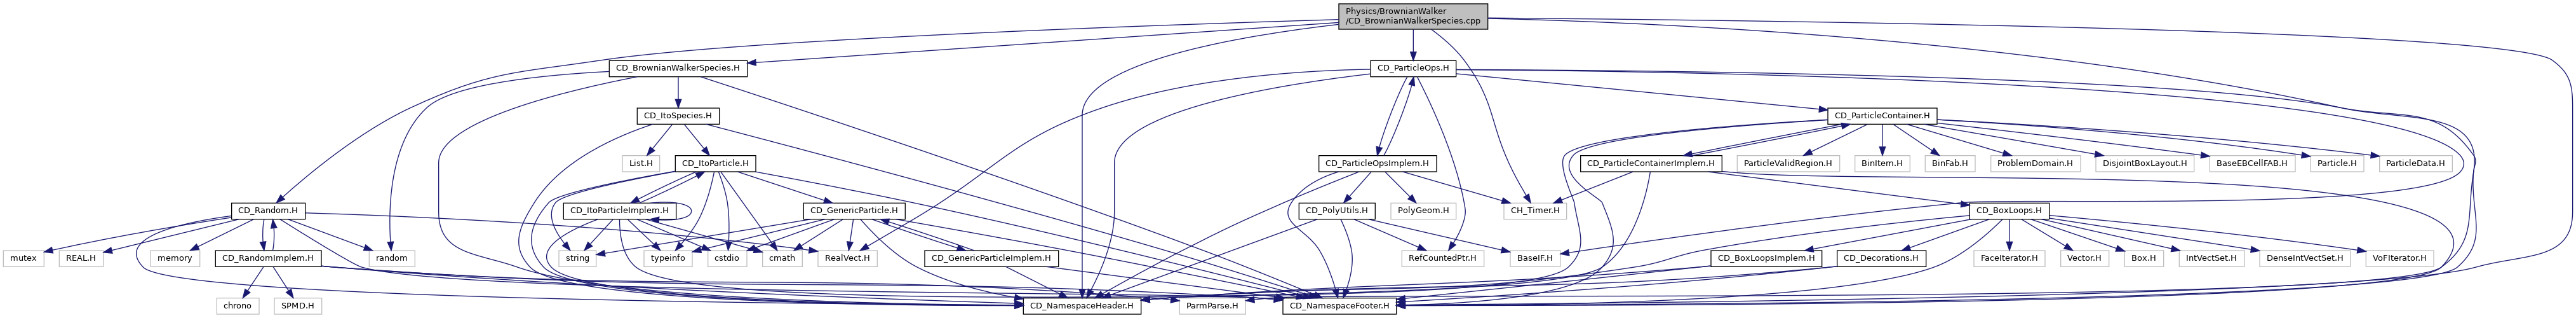 Physics/BrownianWalker
/CD_BrownianWalkerSpecies.cpp
CD_BrownianWalkerSpecies.H
CD_ParticleOps.H
CD_ItoSpecies.H
CD_ParticleContainer.H
List.H
CD_ItoParticle.H
CD_ParticleOpsImplem.H
CD_ParticleContainerImplem.H
ParticleValidRegion.H
BinItem.H
BinFab.H
ProblemDomain.H
DisjointBoxLayout.H
BaseEBCellFAB.H
Particle.H
ParticleData.H
CD_Random.H
CD_ItoParticleImplem.H
CD_GenericParticle.H
CD_PolyUtils.H
PolyGeom.H
CH_Timer.H
CD_BoxLoops.H
mutex
REAL.H
memory
CD_RandomImplem.H
random
string
typeinfo
cstdio
cmath
RealVect.H
CD_GenericParticleImplem.H
RefCountedPtr.H
BaseIF.H
CD_BoxLoopsImplem.H
CD_Decorations.H
FaceIterator.H
Vector.H
Box.H
IntVectSet.H
DenseIntVectSet.H
VoFIterator.H
chrono
SPMD.H
CD_NamespaceHeader.H
ParmParse.H
CD_NamespaceFooter.H